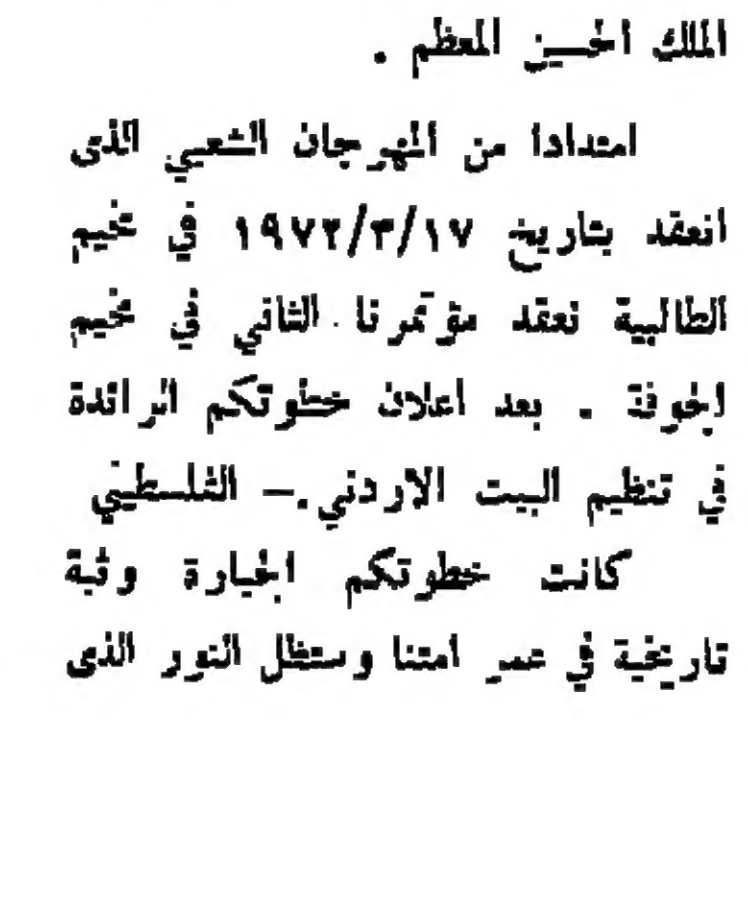 الملك الحسين المعظم .
امتدادا من المهرجان الشعبي الذى
انعقد بتاريخ ١٩٧٢/٣/١٧ في مخيم
الطالبية نعقد مؤتمرنا الثاني في مخيم
الجوفة . بعد اعلان خطوتكم الرائدة
في تنظيم البيت الاردني .– الفلسطيني
كانت خطوتكم الجبارة وثبة
تاريخية في عمر امتنا وستظل النور الذى